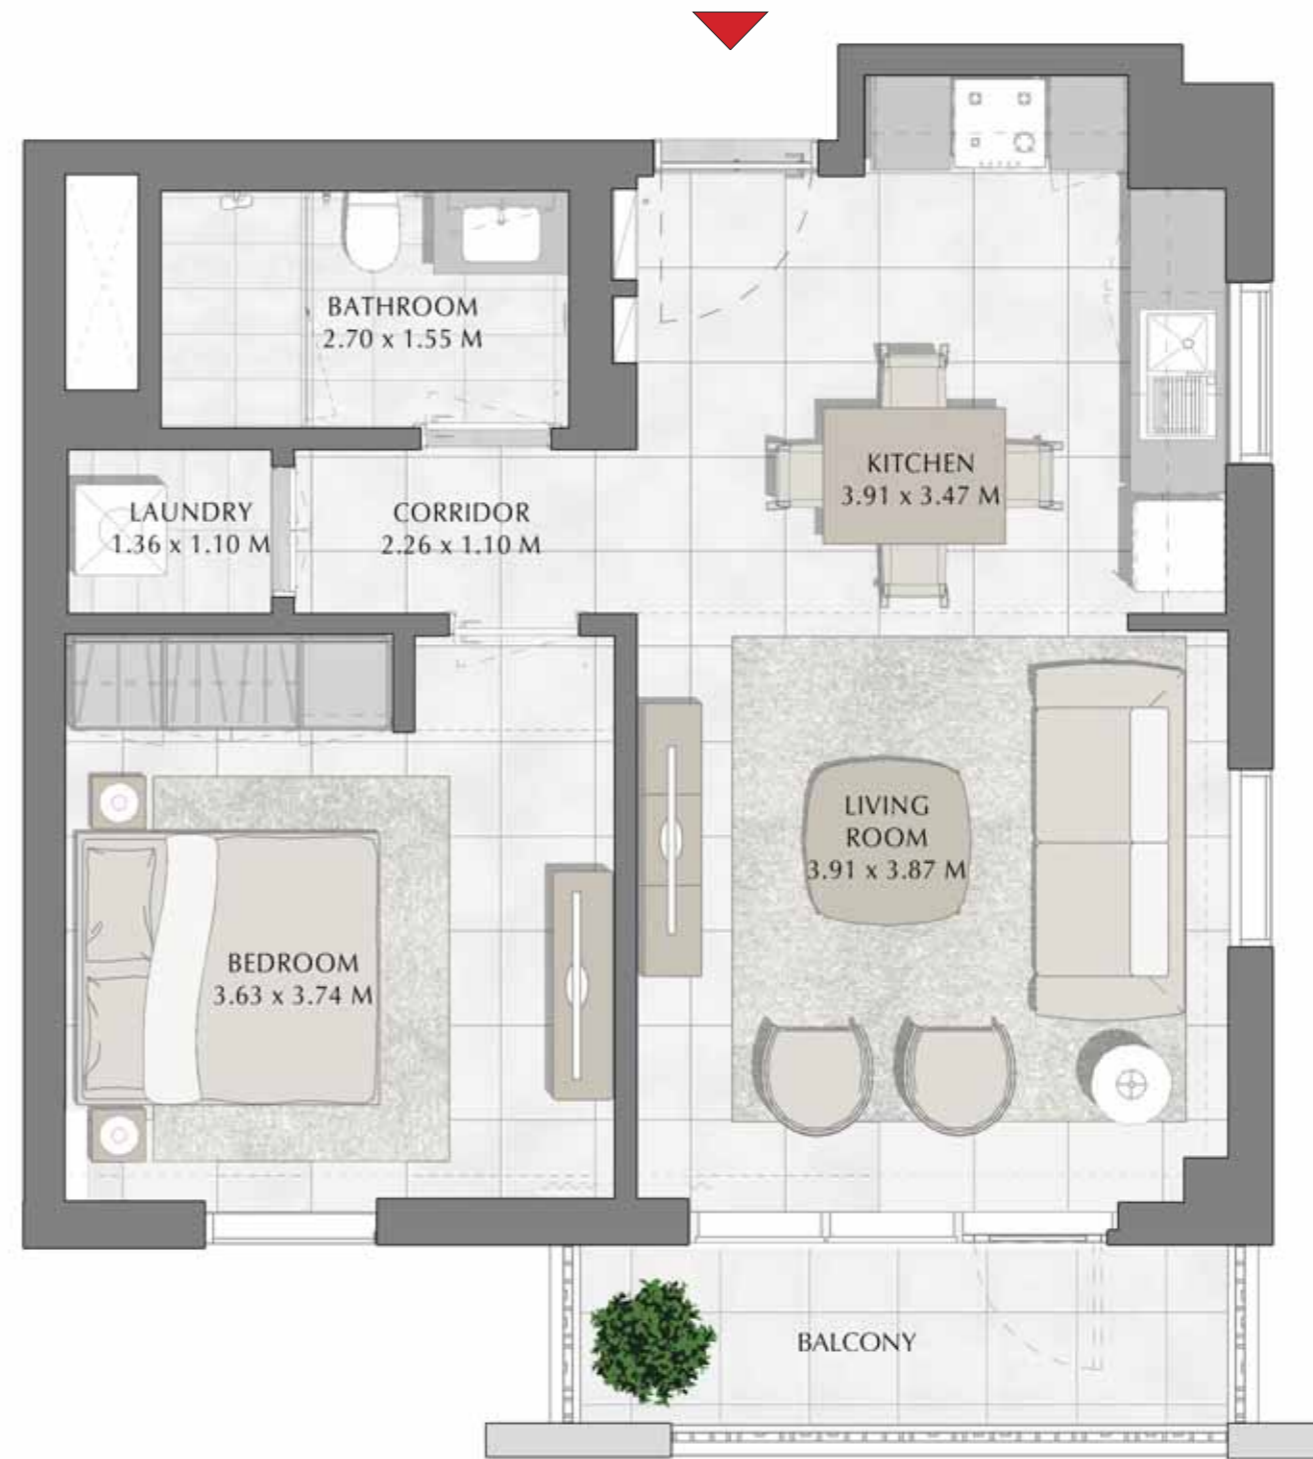 BATHROOM
2.70 x 1.55 M
KITCHEN
3.91 x 3.47 M
LAUNDRY
1.36 x 1.10 M
CORRIDOR
2.26 x 1.10 M
LIVING
ROOM
3.91 x 3.87 M
BEDROOM
3.63 x 3.74 M
BALCONY